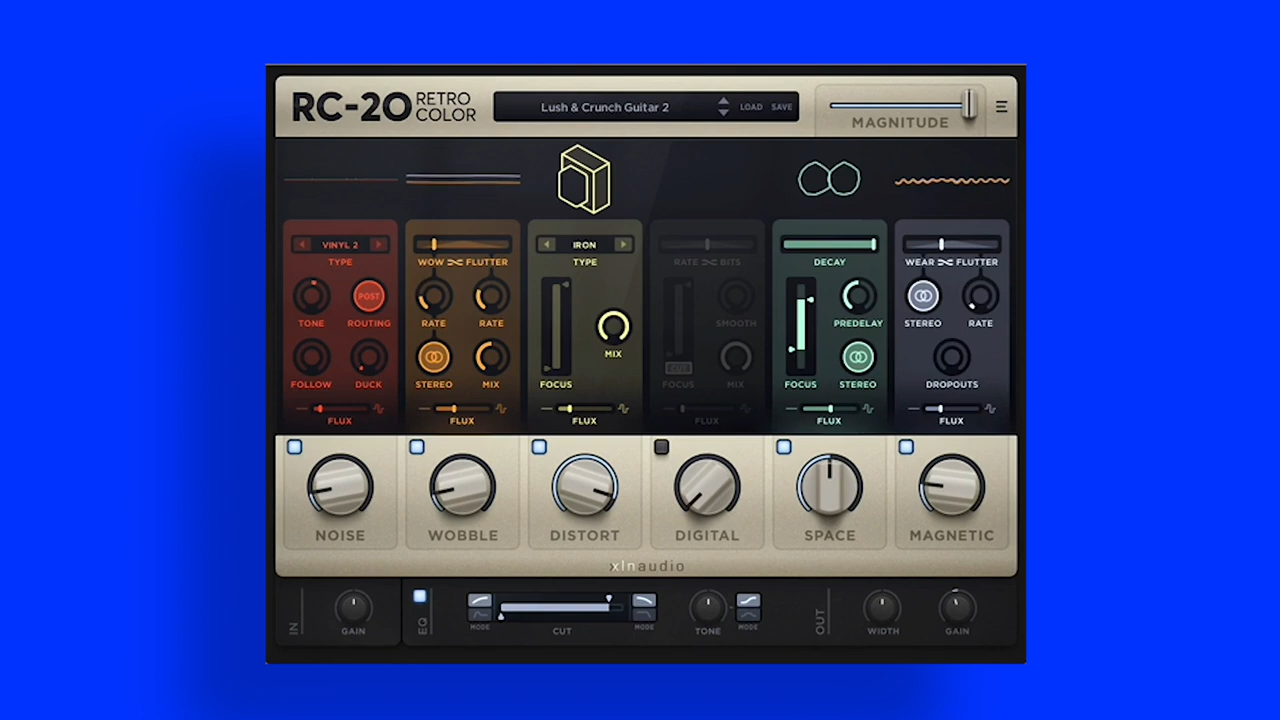 RC-20 RETRO COLOR
Lush & Crunch Guitar 2
LOAD SAVE
MAGNITUDE
VINYL 2
TYPE
TONE
POST
ROUTING
FOLLOW
DUCK
FLUX
WOW FLUTTER
RATE
RATE
STEREO
MIX
FLUX
IRON
TYPE
MIX
FOCUS
FLUX
RATE BITS
SMOOTH
CUT
FOCUS
MIX
FLUX
DECAY
PREDELAY
FOCUS
STEREO
FLUX
WEAR FLUTTER
STEREO
RATE
DROPOUTS
FLUX
NOISE
WOBBLE
DISTORT
DIGITAL
SPACE
MAGNETIC
xlnaudio
IN
GAIN
EQ
MODE
CUT
MODE
TONE
MODE
OUT
WIDTH
GAIN